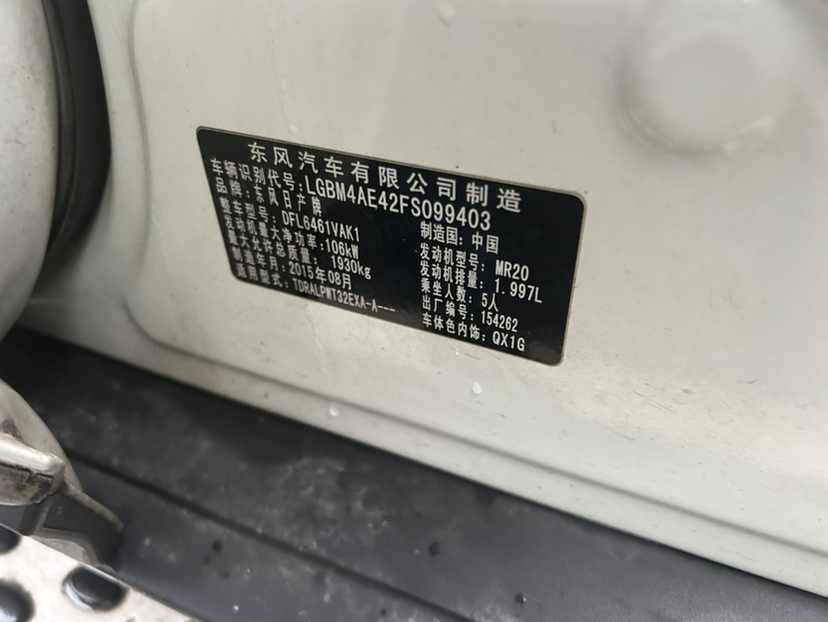 东风汽车有限公司制造
车辆识别代号:LGBM4AE42FS099403
品牌:东风日产牌 制造国:中国
整车型号:DFL6461VAK1 发动机型号:MR20
发动机最大净功率:106kW 发动机排量:1.997L
最大允许总质量:1930kg 乘坐人数:5人
制造年月:2015年08月 出厂编号:154262
适用型式:TDRALPWT32EXA-A--- 车体色内饰:QX1G